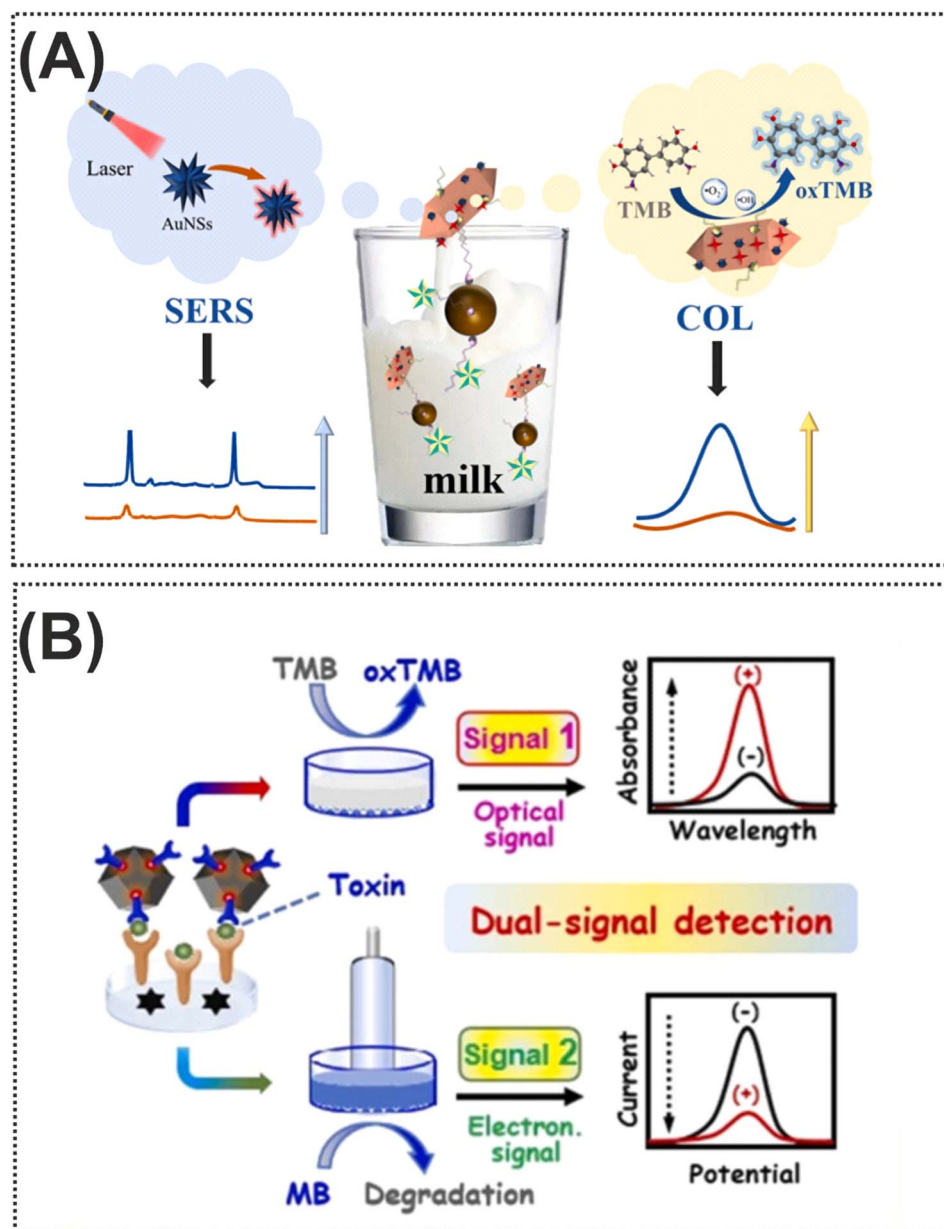 (A)
Laser
AuNSs
SERS
TMB
•O₂⁻
•OH
oxTMB
COL
milk
(B)
TMB oxTMB
Signal 1
Optical
signal
Absorbance
(+)
(-)
Wavelength
Toxin
Dual-signal detection
Signal 2
Electron.
signal
MB Degradation
Current
(-)
(+)
Potential